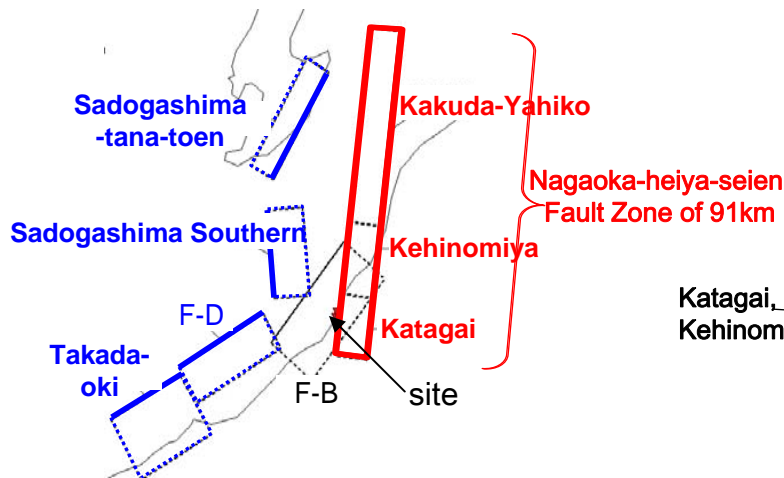 Sadogashima
-tana-toen
Kakuda-Yahiko
Nagaoka-heiya-seien
Fault Zone of 91km
Sadogashima Southern
Kehinomiya
F-D
Katagai
Katagai,
Kehinom
Takada-
oki
F-B
site